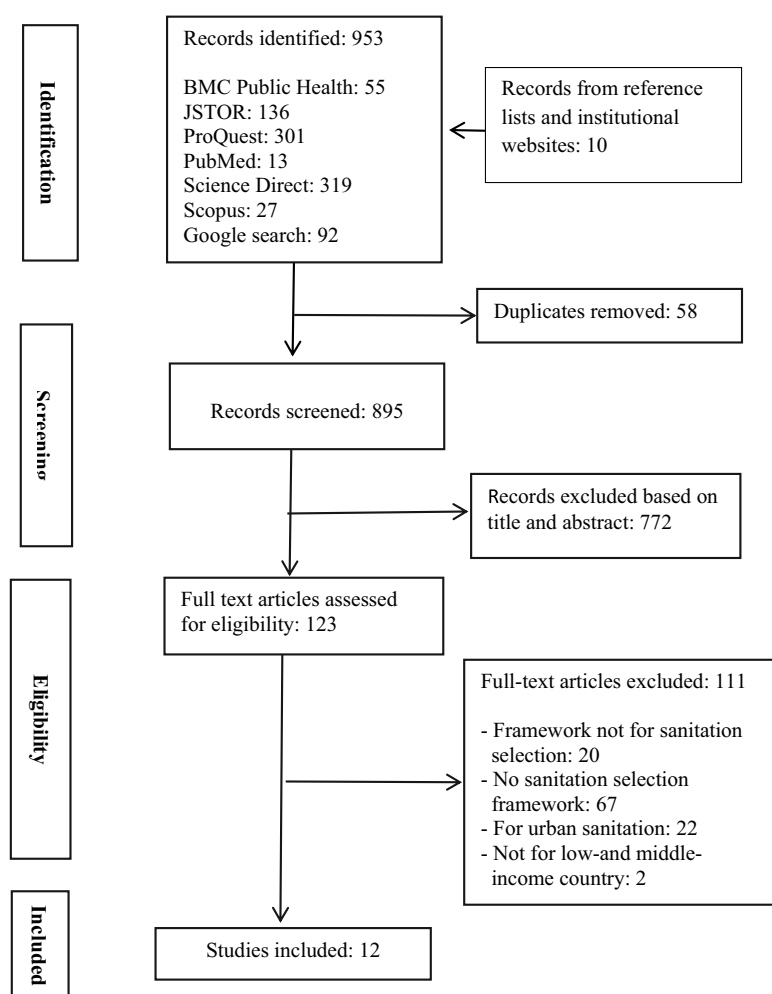 Identification
Records identified: 953
BMC Public Health: 55
JSTOR: 136
ProQuest: 301
PubMed: 13
Science Direct: 319
Scopus: 27
Google search: 92
Records from reference
lists and institutional
websites: 10
Duplicates removed: 58
Screening
Records screened: 895
Records excluded based on
title and abstract: 772
Eligibility
Full text articles assessed
for eligibility: 123
Full-text articles excluded: 111
- Framework not for sanitation
selection: 20
- No sanitation selection
framework: 67
- For urban sanitation: 22
- Not for low-and middle-
income country: 2
Included
Studies included: 12